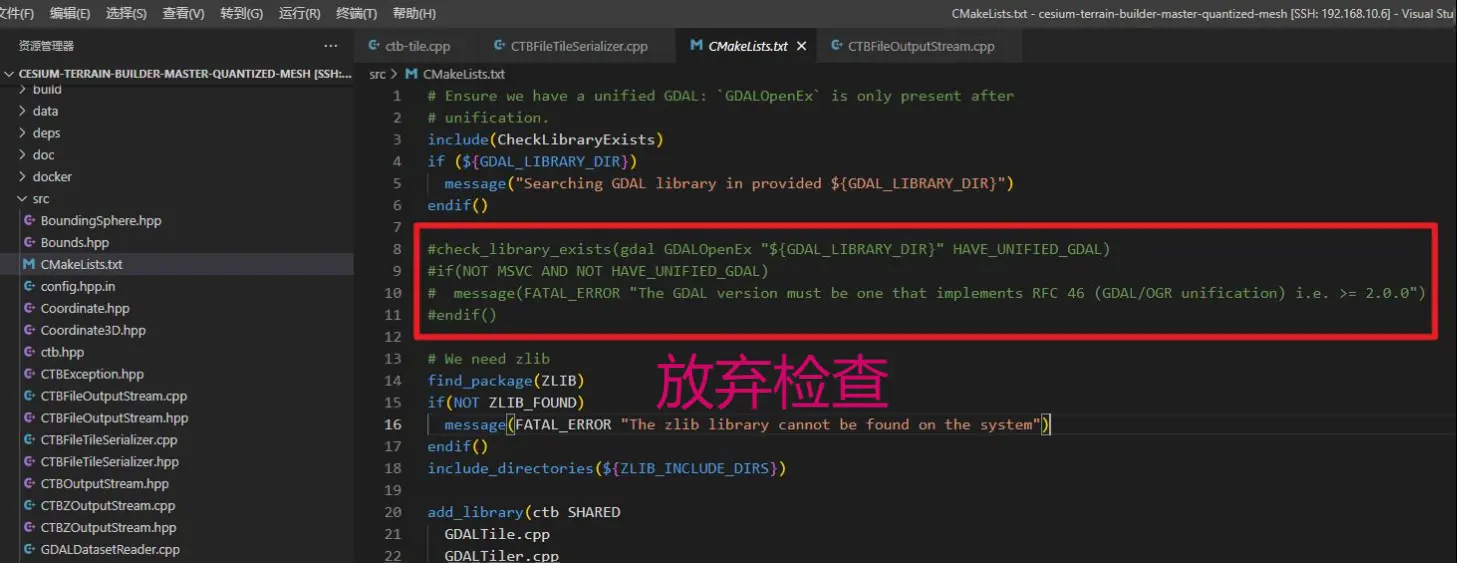 文件(F) 编辑(E) 选择(S) 查看(V) 转到(G) 运行(R) 终端(T) 帮助(H) CMakeLists.txt - cesium-terrain-builder-master-quantized-mesh [SSH: 192.168.10.6] - Visual Stu
资源管理器 ···
ctb-tile.cpp CTBFileTileSerializer.cpp CMakeLists.txt CTBFileOutputStream.cpp
CESIUM-TERRAIN-BUILDER-MASTER-QUANTIZED-MESH [SSH:...
build
data
deps
doc
docker
src
BoundingSphere.hpp
Bounds.hpp
CMakeLists.txt
config.hpp.in
Coordinate.hpp
Coordinate3D.hpp
ctb.hpp
CTBException.hpp
CTBFileOutputStream.cpp
CTBFileOutputStream.hpp
CTBFileTileSerializer.cpp
CTBFileTileSerializer.hpp
CTBOutputStream.hpp
CTBZOutputStream.cpp
CTBZOutputStream.hpp
GDALDatasetReader.cpp
src > CMakeLists.txt
1 # Ensure we have a unified GDAL: `GDALOpenEx` is only present after
2 # unification.
3 include(CheckLibraryExists)
4 if (${GDAL_LIBRARY_DIR})
5 message("Searching GDAL library in provided ${GDAL_LIBRARY_DIR}")
6 endif()
7
8 #check_library_exists(gdal GDALOpenEx "${GDAL_LIBRARY_DIR}" HAVE_UNIFIED_GDAL)
9 #if(NOT MSVC AND NOT HAVE_UNIFIED_GDAL)
10 #  message(FATAL_ERROR "The GDAL version must be one that implements RFC 46 (GDAL/OGR unification) i.e. >= 2.0.0")
11 #endif()
12
13 # We need zlib
14 find_package(ZLIB)
15 if(NOT ZLIB_FOUND)
16 message(FATAL_ERROR "The zlib library cannot be found on the system")
17 endif()
18 include_directories(${ZLIB_INCLUDE_DIRS})
19
20 add_library(ctb SHARED
21 GDALTile.cpp
22 GDALTiler.cpp
放弃检查